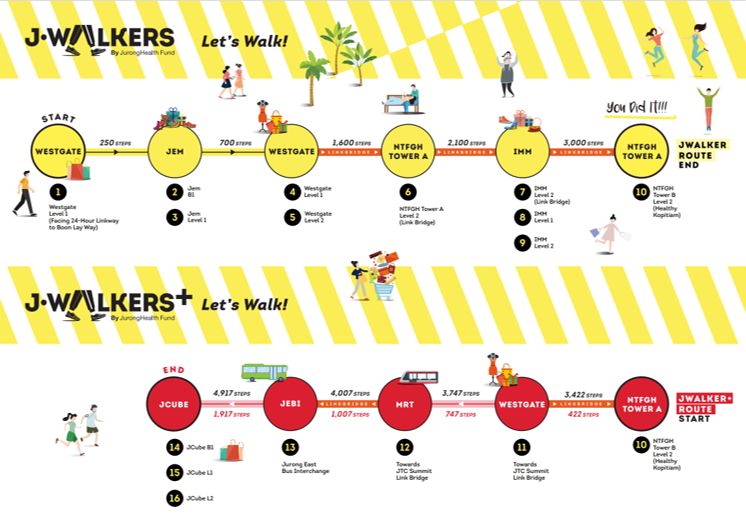 J·WALKERS
By JurongHealth Fund
Let's Walk!
START
WESTGATE
250 STEPS
JEM
700 STEPS
WESTGATE
1,600 STEPS
LINKBRIDGE
NTFGH
TOWER A
2,100 STEPS
LINKBRIDGE
IMM
3,000 STEPS
LINKBRIDGE
You Did It!!!
NTFGH
TOWER A
JWALKER
ROUTE
END
1
Westgate
Level 1
(Facing 24-Hour Linkway
to Boon Lay Way)
2 Jem
B1
3 Jem
Level 1
4 Westgate
Level 1
5 Westgate
Level 2
6
NTFGH Tower A
Level 2
(Link Bridge)
7 IMM
Level 2
(Link Bridge)
8 IMM
Level 1
9 IMM
Level 2
10 NTFGH
Tower B
Level 2
(Healthy
Kopitiam)
J·WALKERS+
By JurongHealth Fund
Let's Walk!
END
JCUBE
4,917 STEPS
1,917 STEPS
JEBI
4,007 STEPS
LINKBRIDGE
1,007 STEPS
MRT
3,747 STEPS
747 STEPS
WESTGATE
3,422 STEPS
LINKBRIDGE
422 STEPS
NTFGH
TOWER A
JWALKER+
ROUTE
START
14 JCube B1
15 JCube L1
16 JCube L2
13
Jurong East
Bus Interchange
12
Towards
JTC Summit
Link Bridge
11
Towards
JTC Summit
Link Bridge
10 NTFGH
Tower B
Level 2
(Healthy
Kopitiam)